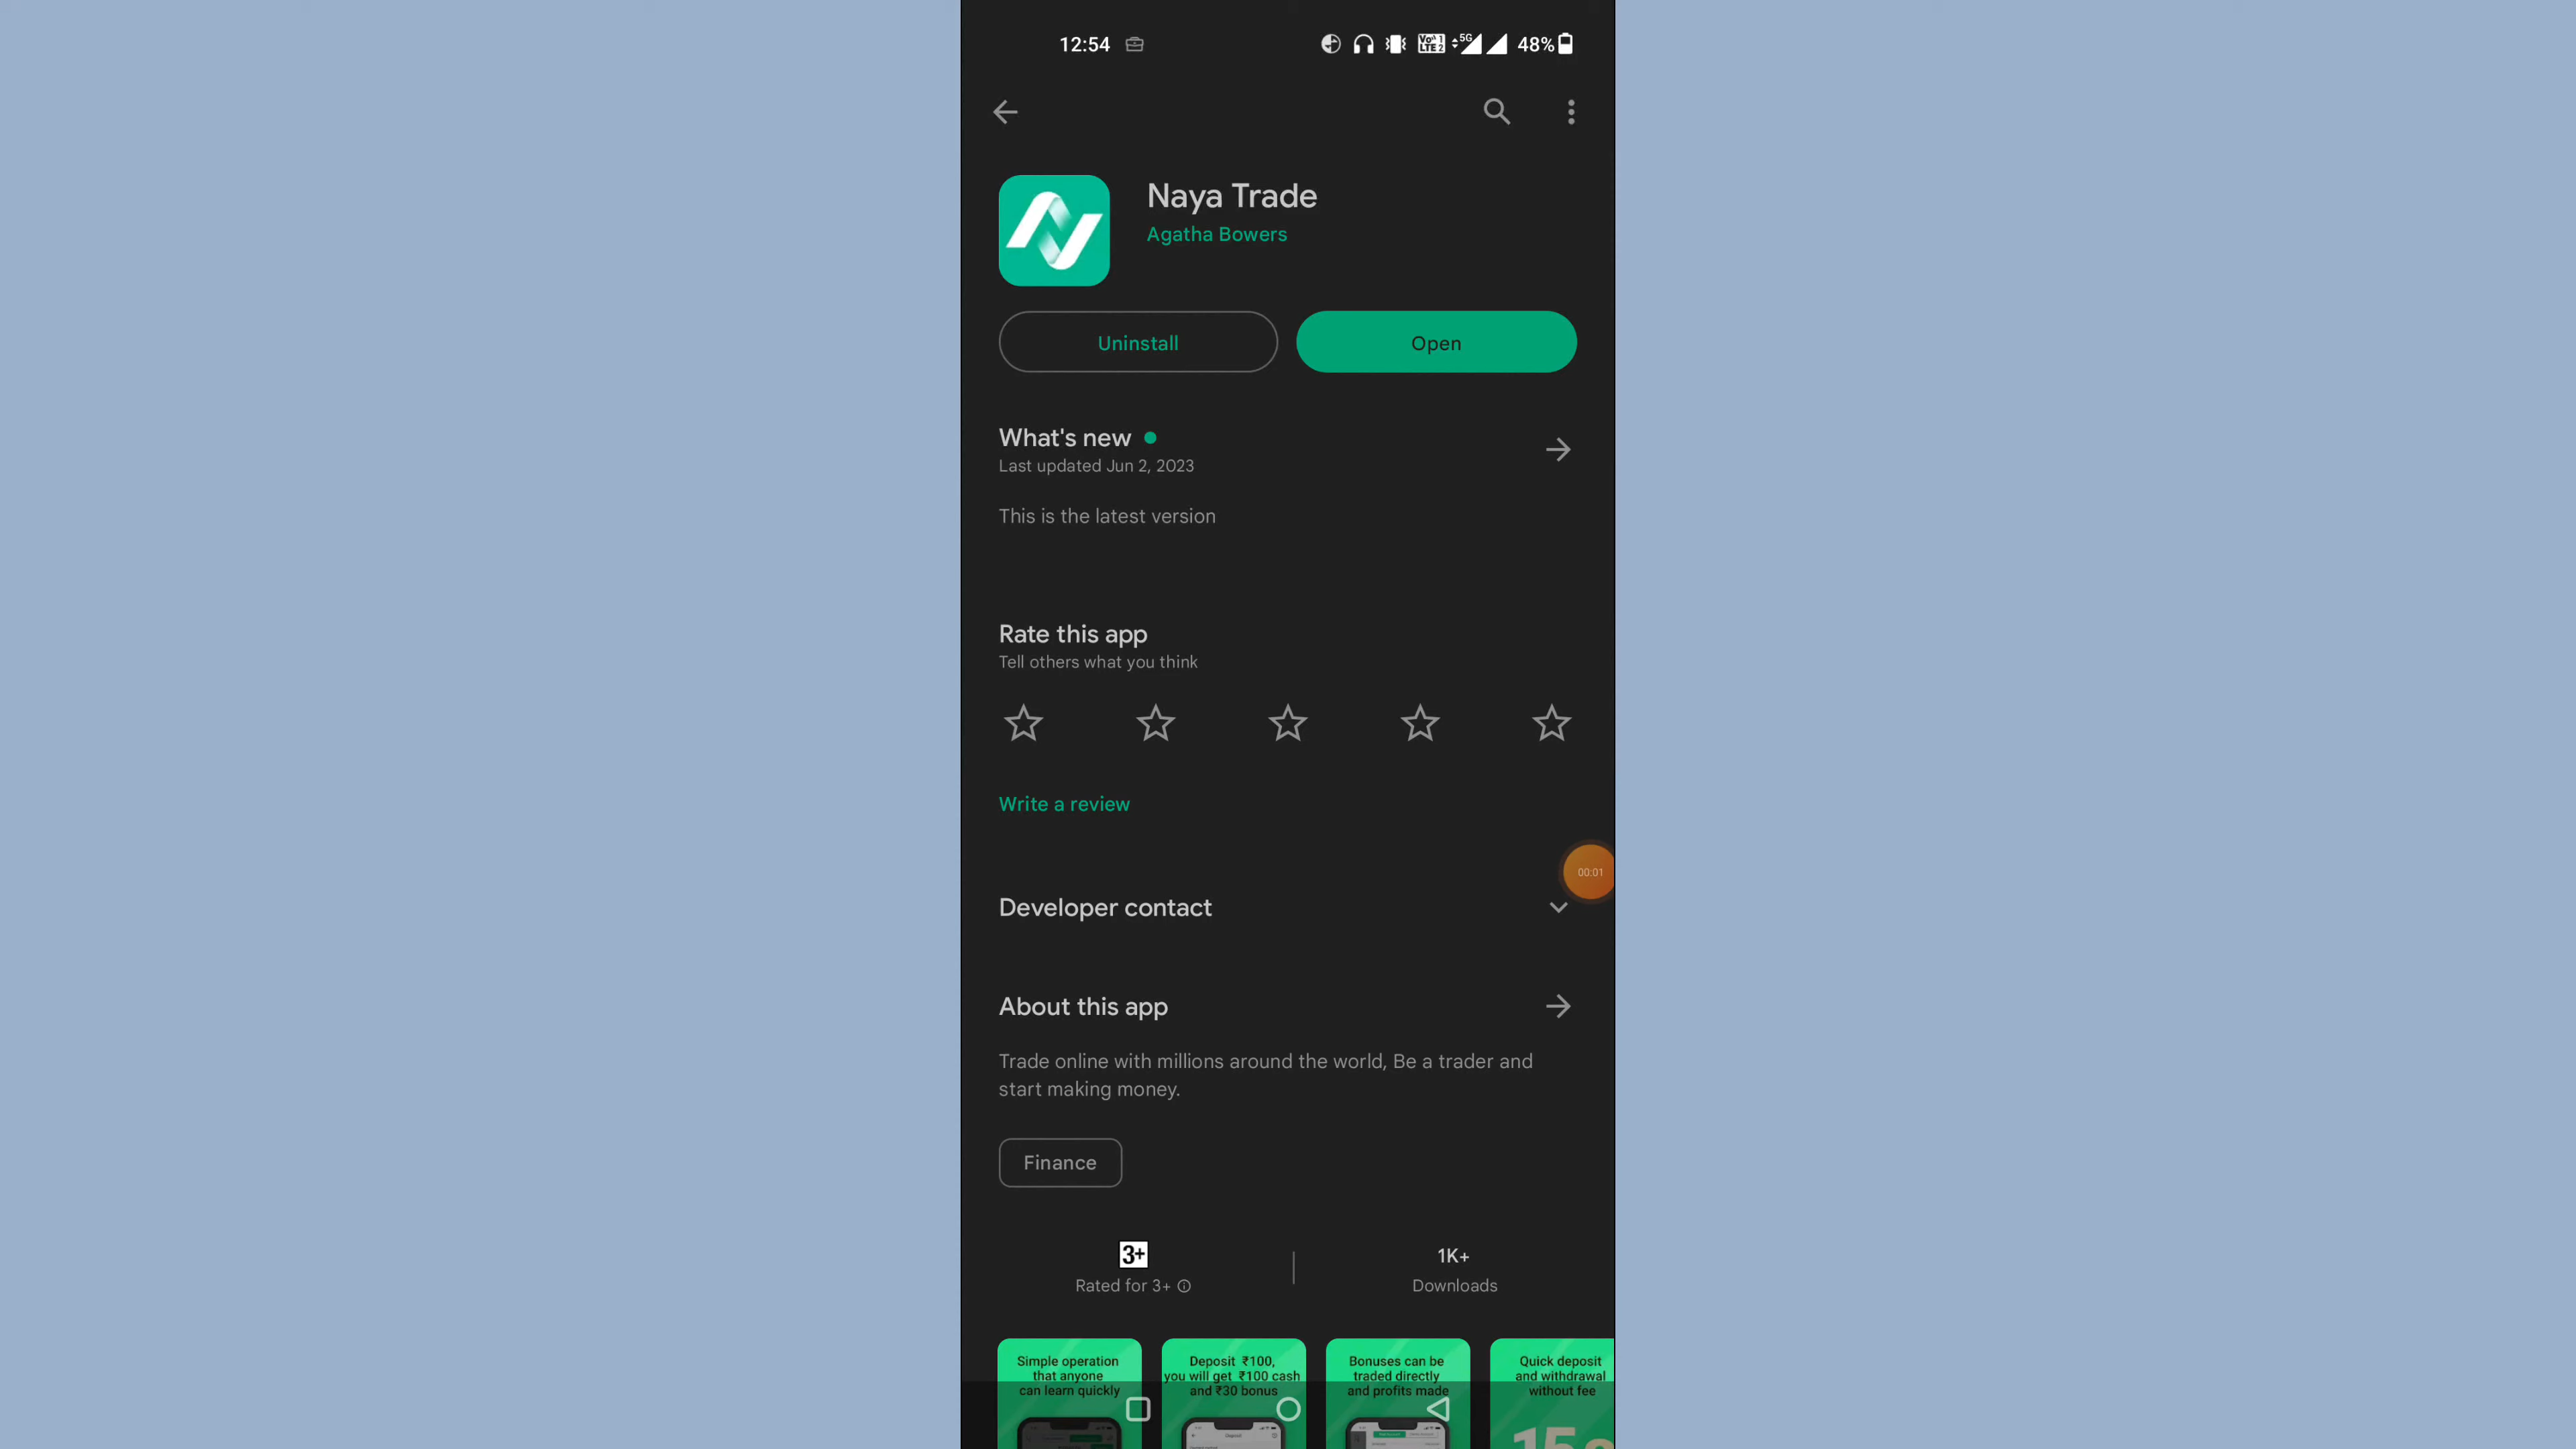 12:54
5G
48%
Naya Trade
Agatha Bowers
Uninstall
Open
What's new
Last updated Jun 2, 2023
This is the latest version
Rate this app
Tell others what you think
Write a review
00:01
Developer contact
About this app
Trade online with millions around the world, Be a trader and
start making money.
Finance
3+
Rated for 3+
1K+
Downloads
Simple operation
that anyone
can learn quickly
Deposit ₹100,
you will get ₹100 cash
and ₹30 bonus
Bonuses can be
traded directly
and profits made
Quick deposit
and withdrawal
without fee
Deposit